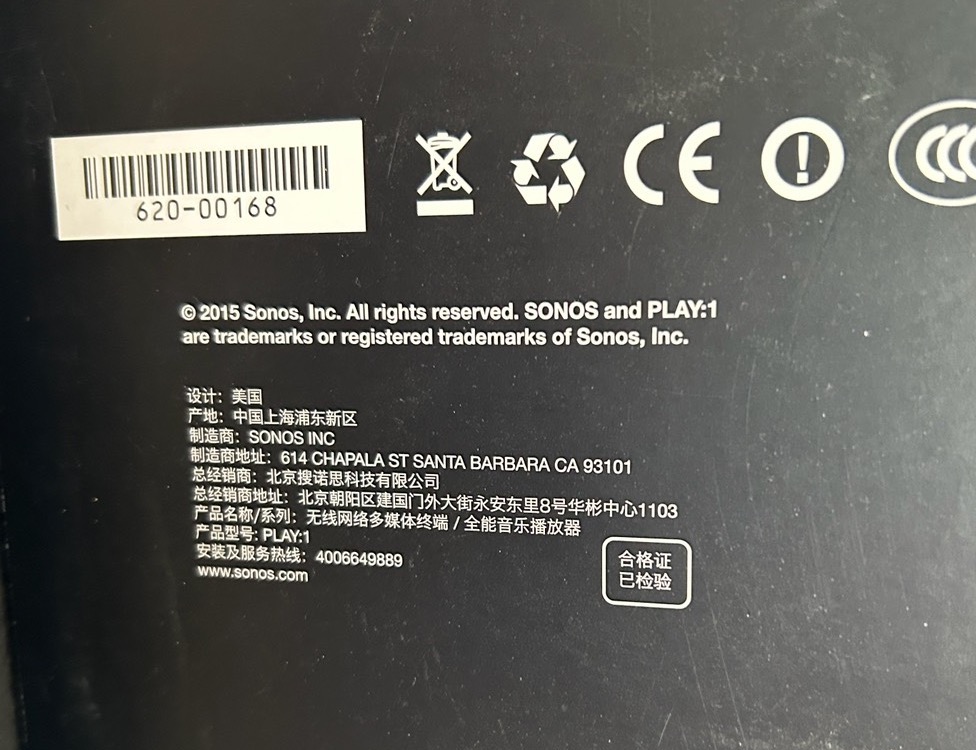 620-00168
CE
CCC
© 2015 Sonos, Inc. All rights reserved. SONOS and PLAY:1
are trademarks or registered trademarks of Sonos, Inc.
设计：美国
产地：中国上海浦东新区
制造商：SONOS INC
制造商地址：614 CHAPALA ST SANTA BARBARA CA 93101
总经销商：北京搜诺思科技有限公司
总经销商地址：北京朝阳区建国门外大街永安东里8号华彬中心1103
产品名称/系列：无线网络多媒体终端 / 全能音乐播放器
产品型号: PLAY:1
安装及服务热线：4006649889
www.sonos.com
合格证
已检验